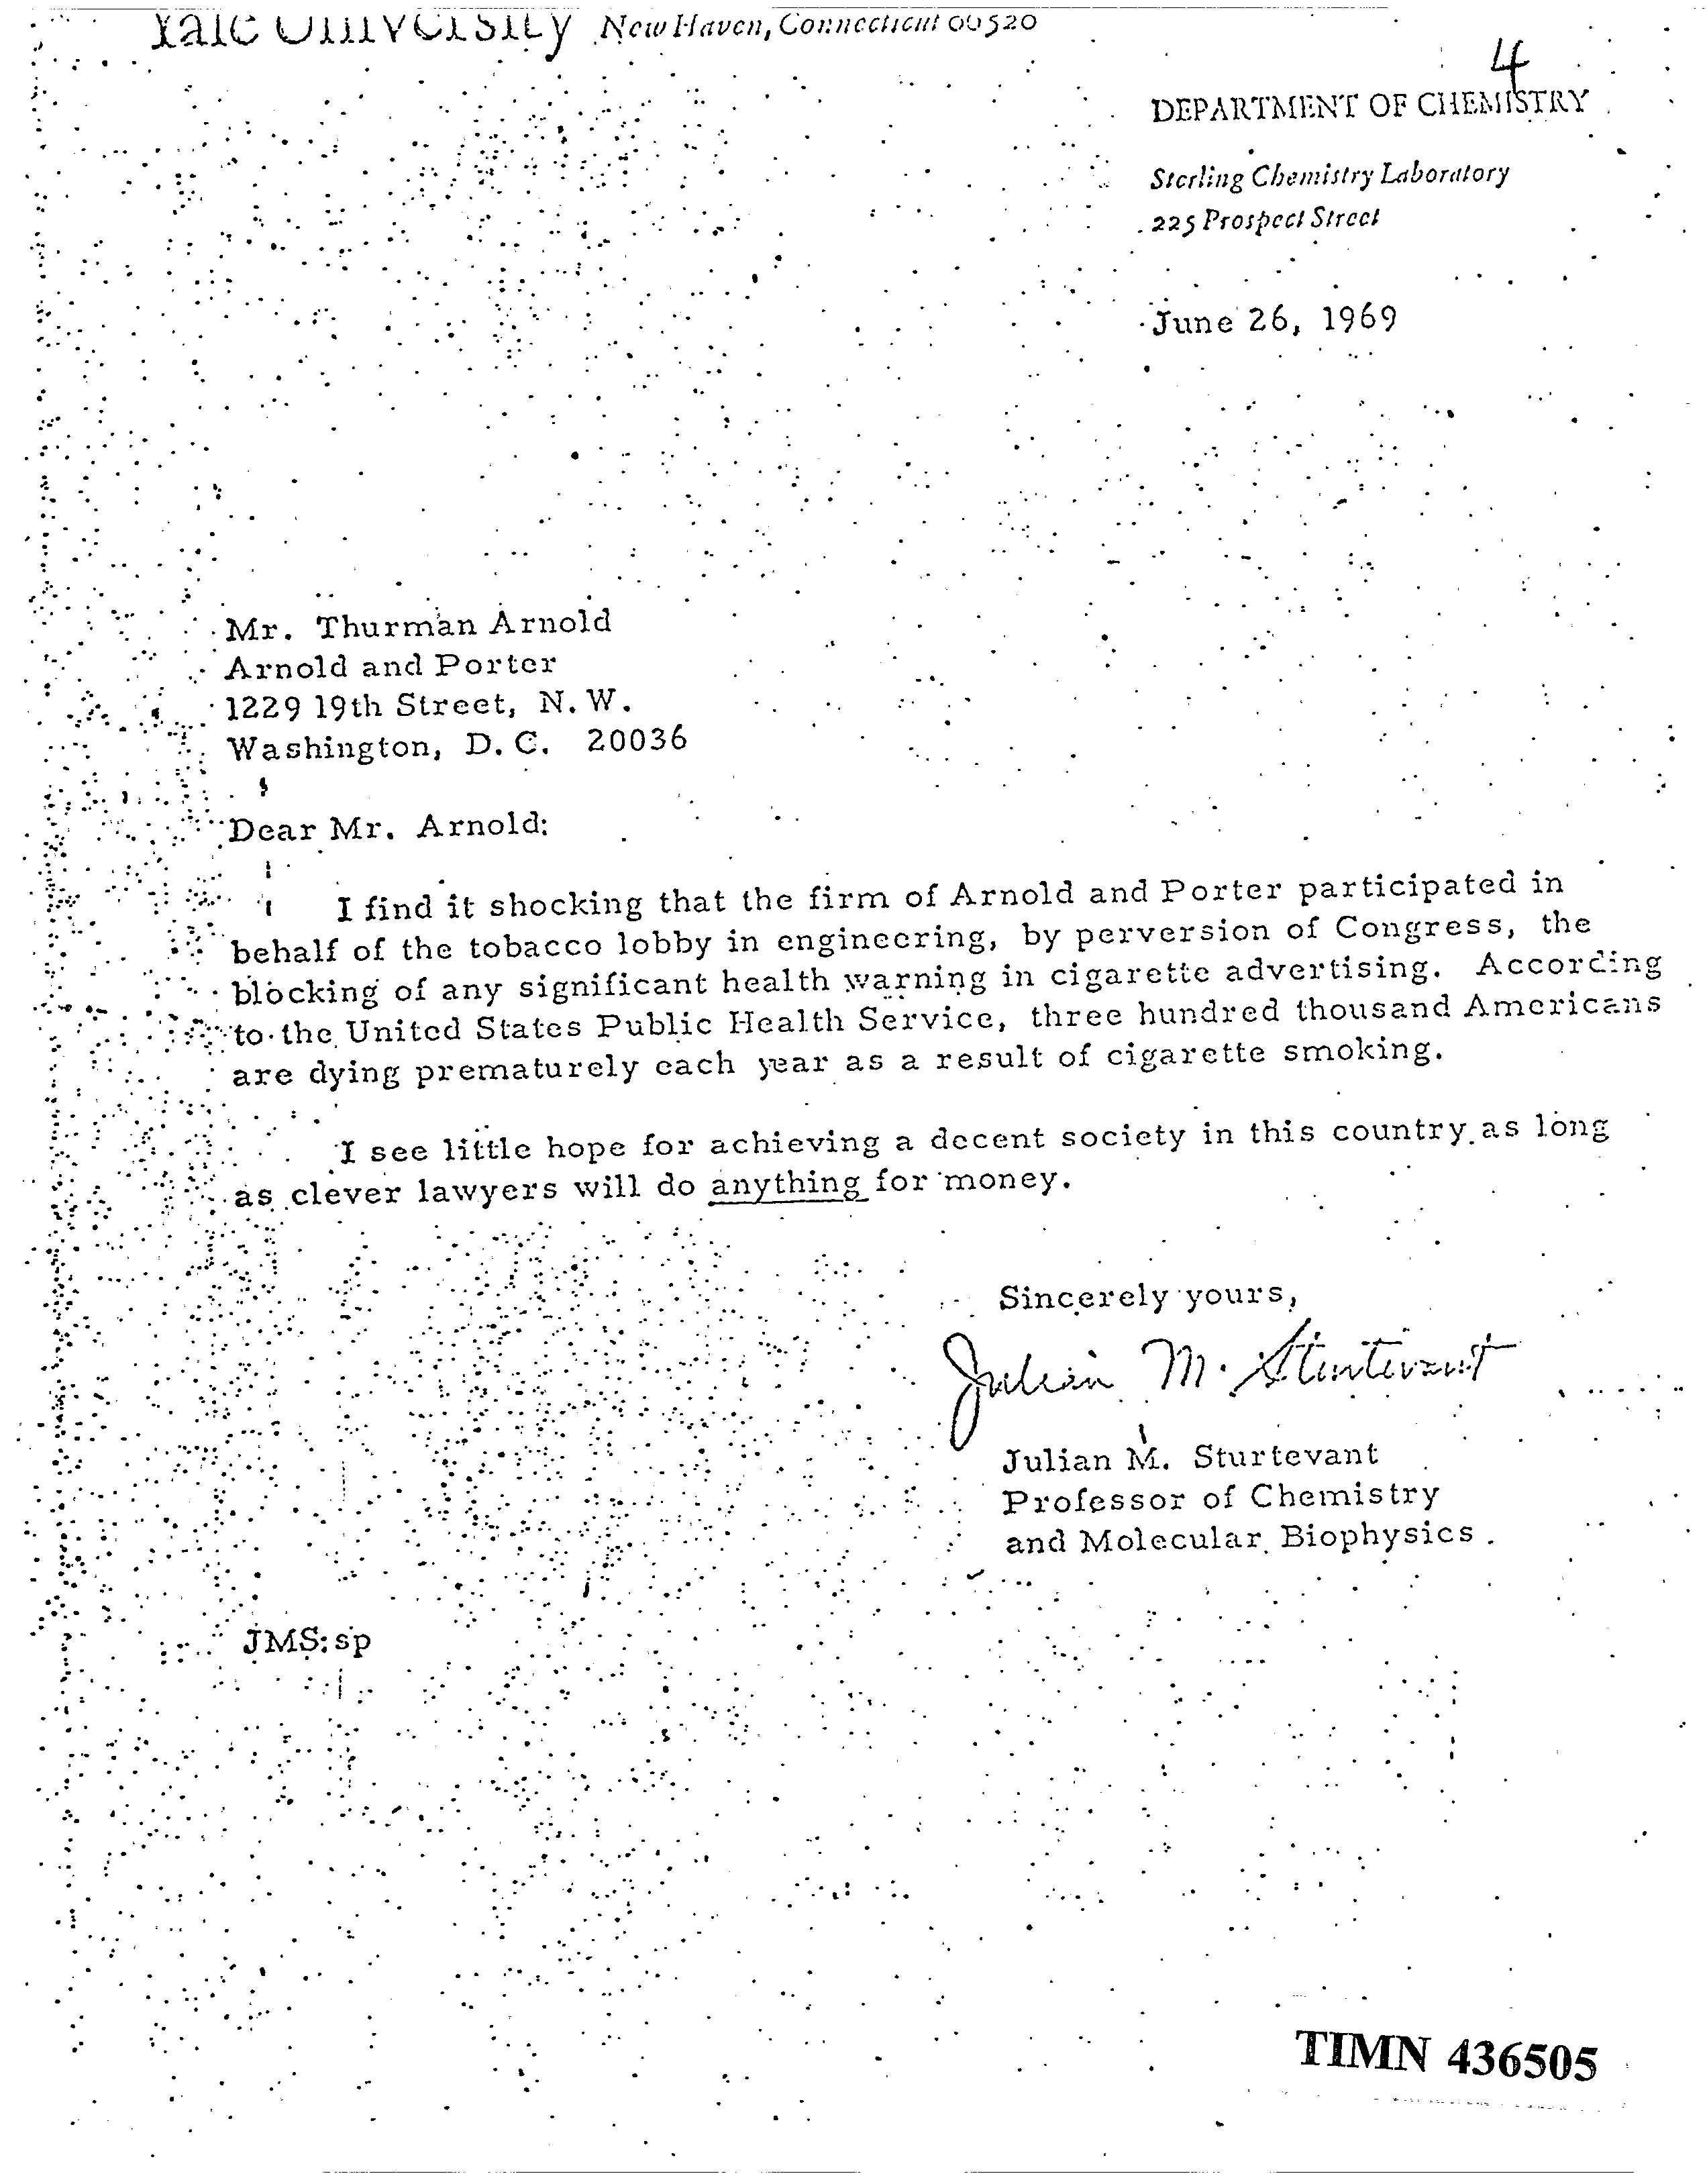 Yale University New Haven, Connecticut 06520
4
DEPARTMENT OF CHEMISTRY
Sterling Chemistry Laboratory
225 Prospect Street
June 26, 1969
Mr. Thurman Arnold
Arnold and Porter
1229 19th Street, N. W.
Washington, D. C. 20036
Dear Mr. Arnold:
I find it shocking that the firm of Arnold and Porter participated in
behalf of the tobacco lobby in engineering, by perversion of Congress, the
blocking of any significant health warning in cigarette advertising. According
to the United States Public Health Service, three hundred thousand Americans
are dying prematurely each year as a result of cigarette smoking.
I see little hope for achieving a decent society in this country as long
as clever lawyers will do anything for money.
Sincerely yours,
Julian M. Sturtevant
Julian M. Sturtevant
Professor of Chemistry
and Molecular Biophysics
JMS:sp
TIMN 436505